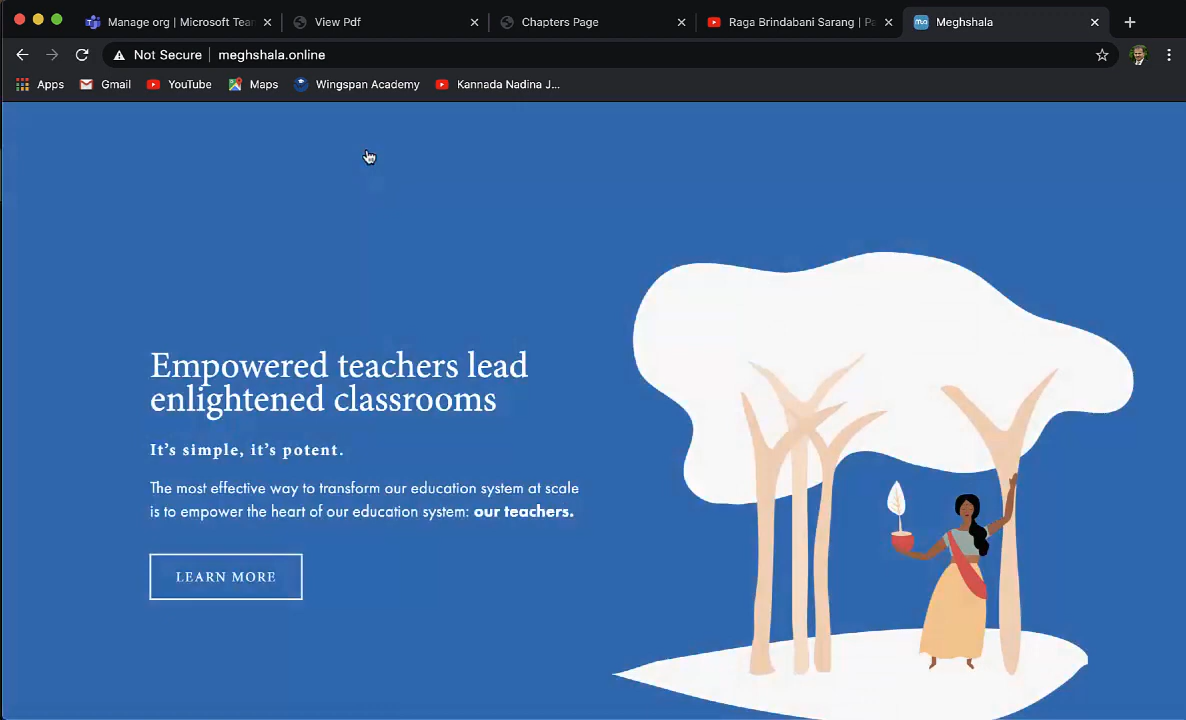 Manage org | Microsoft Tean
View Pdf
Chapters Page
Raga Brindabani Sarang | Pa
Meghshala
Not Secure
meghshala.online
Apps
Gmail
YouTube
Maps
Wingspan Academy
Kannada Nadina J...
Empowered teachers lead
enlightened classrooms
It's simple, it's potent.
The most effective way to transform our education system at scale
is to empower the heart of our education system: our teachers.
LEARN MORE